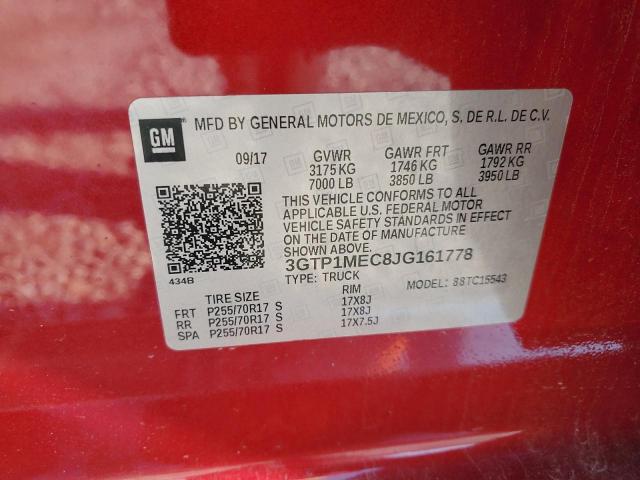 GM
MFD BY GENERAL MOTORS DE MEXICO, S. DE R.L. DE C.V.
09/17 GVWR GAWR FRT GAWR RR
3175 KG 1746 KG 1792 KG
7000 LB 3850 LB 3950 LB
THIS VEHICLE CONFORMS TO ALL
APPLICABLE U.S. FEDERAL MOTOR
VEHICLE SAFETY STANDARDS IN EFFECT
ON THE DATE OF MANUFACTURE
SHOWN ABOVE.
3GTP1MEC8JG161778
434B TYPE: TRUCK MODEL: 88TC15543
TIRE SIZE RIM
FRT P255/70R17 S 17X8J
RR P255/70R17 S 17X8J
SPA P255/70R17 S 17X7.5J